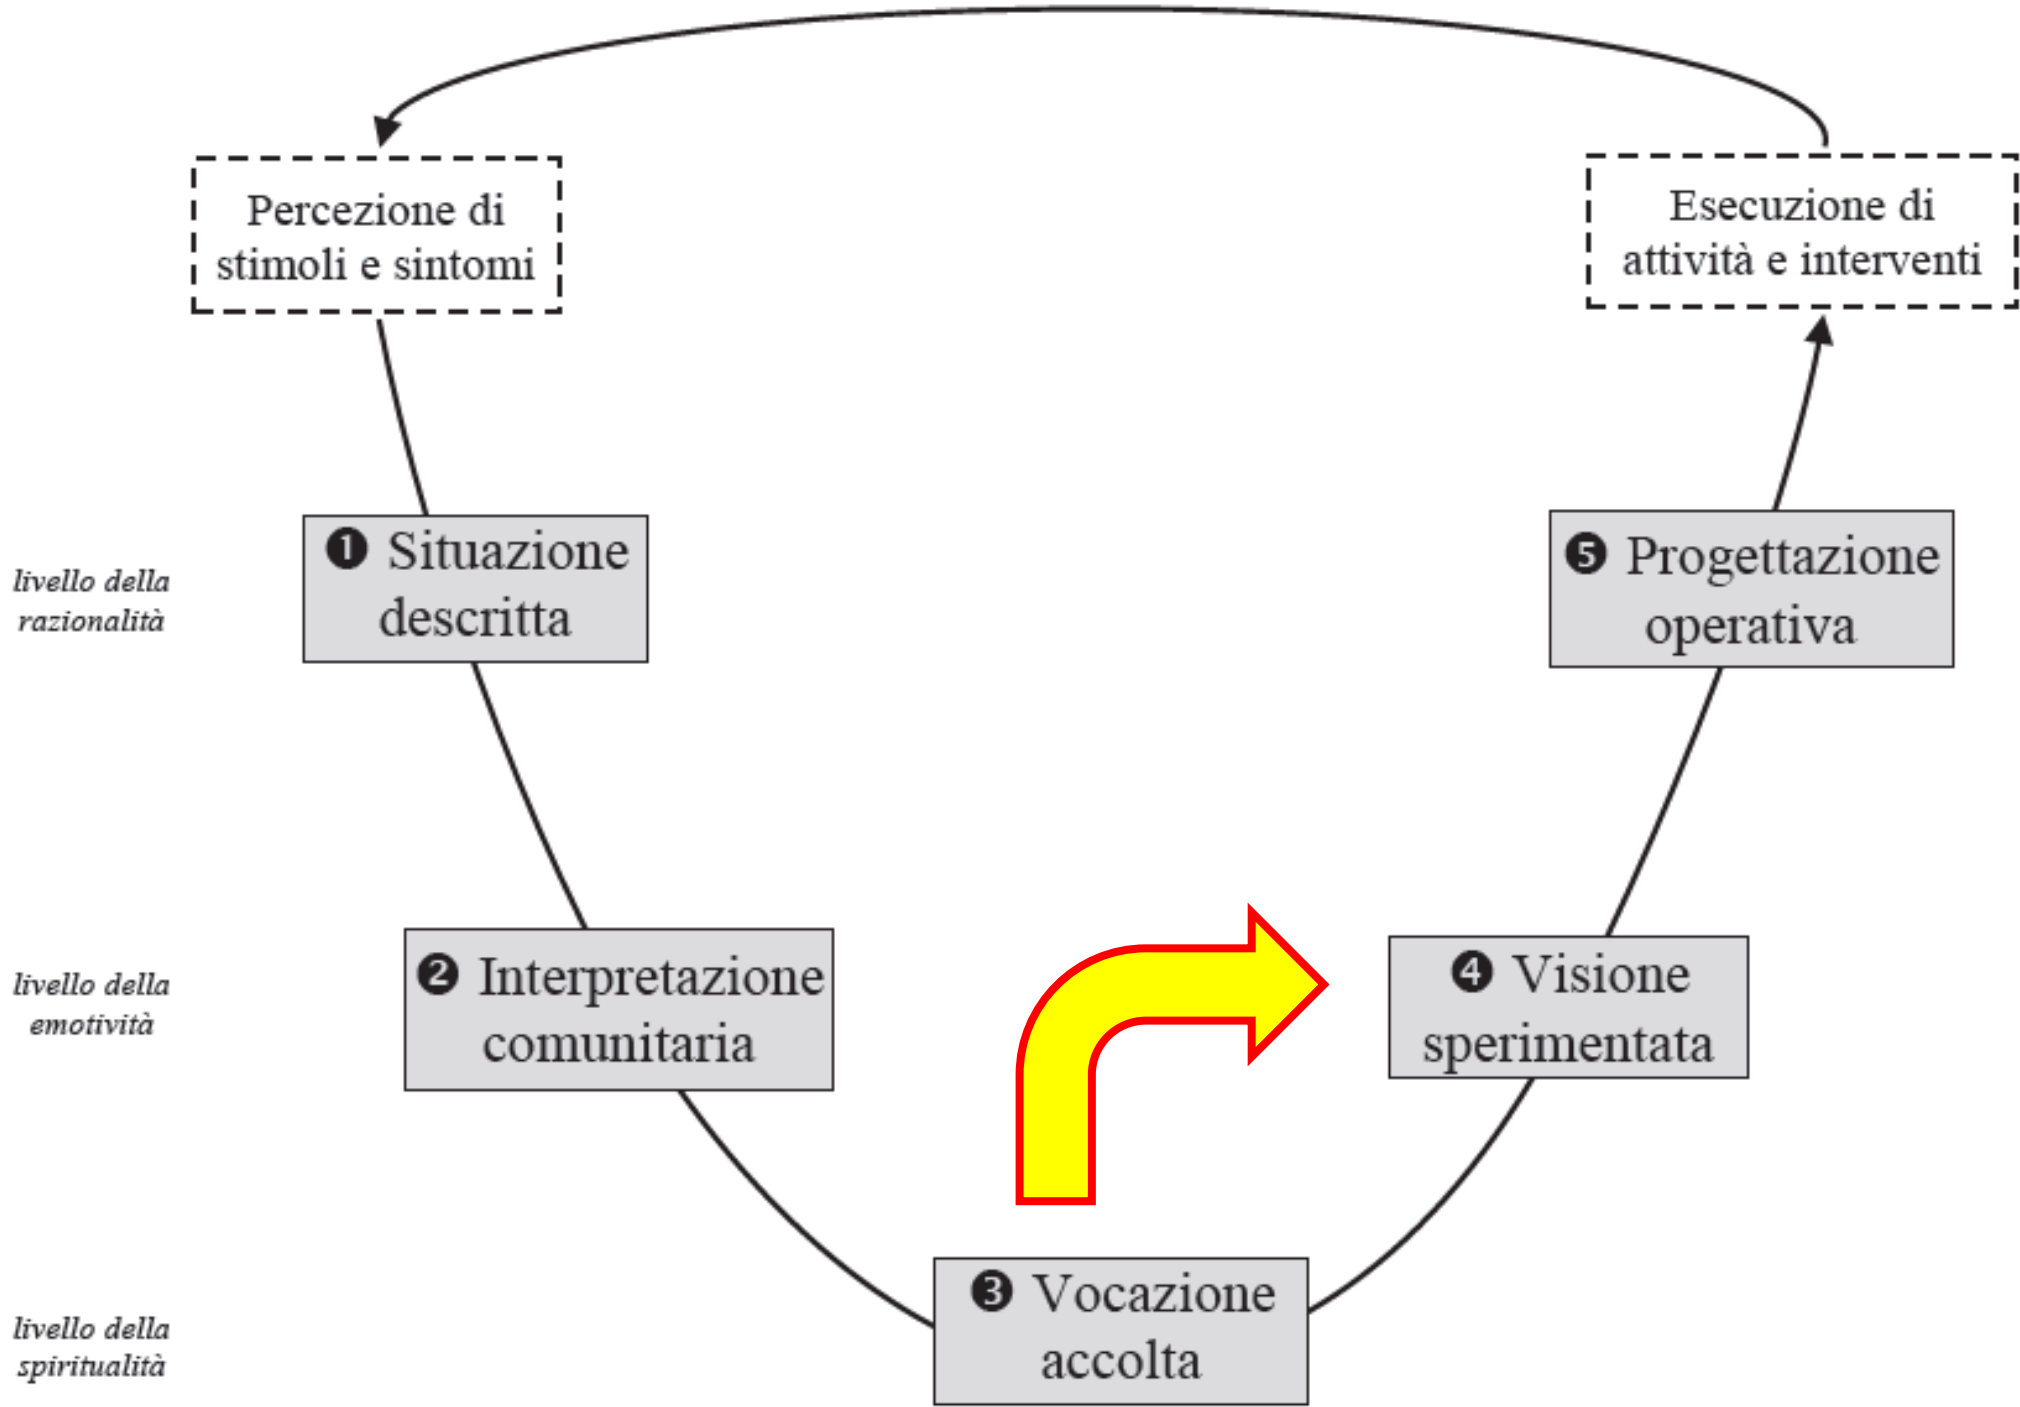 Percezione di
stimoli e sintomi
Esecuzione di
attività e interventi
livello della
razionalità
❶ Situazione
descritta
❺ Progettazione
operativa
livello della
emotività
❷ Interpretazione
comunitaria
❹ Visione
sperimentata
livello della
spiritualità
❸ Vocazione
accolta